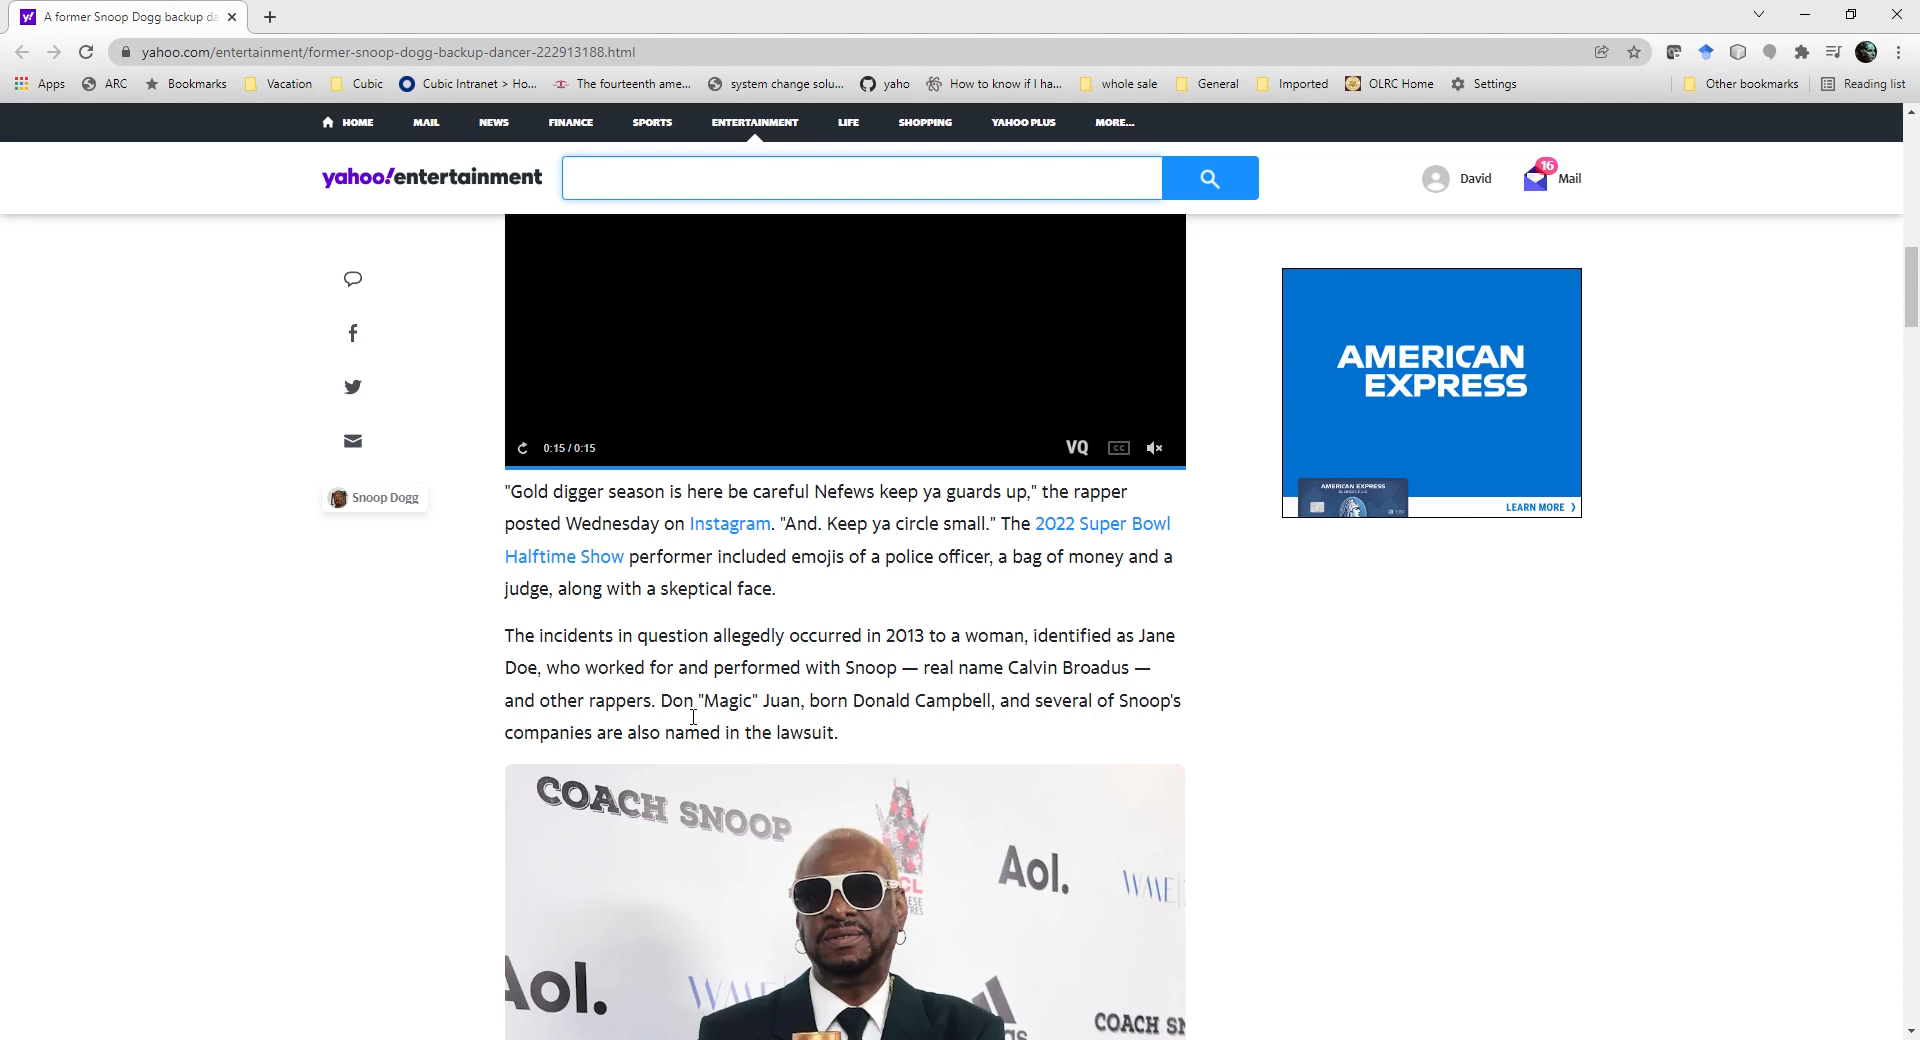 A former Snoop Dogg backup da
yahoo.com/entertainment/former-snoop-dogg-backup-dancer-222913188.html
Apps ARC Bookmarks Vacation Cubic Cubic Intranet > Ho... The fourteenth ame... system change solu... yaho How to know if I ha... whole sale General Imported OLRC Home Settings Other bookmarks Reading list
HOME MAIL NEWS FINANCE SPORTS ENTERTAINMENT LIFE SHOPPING YAHOO PLUS MORE...
yahoo!entertainment David 16 Mail
AMERICAN
EXPRESS
AMERICAN EXPRESS
LEARN MORE
0:15 / 0:15 VQ CC
Snoop Dogg
"Gold digger season is here be careful Nefews keep ya guards up," the rapper
posted Wednesday on Instagram. "And. Keep ya circle small." The 2022 Super Bowl
Halftime Show performer included emojis of a police officer, a bag of money and a
judge, along with a skeptical face.
The incidents in question allegedly occurred in 2013 to a woman, identified as Jane
Doe, who worked for and performed with Snoop — real name Calvin Broadus —
and other rappers. Don "Magic" Juan, born Donald Campbell, and several of Snoop's
companies are also named in the lawsuit.
COACH SNOOP
Aol.
WME
Aol.
WME
COACH SN